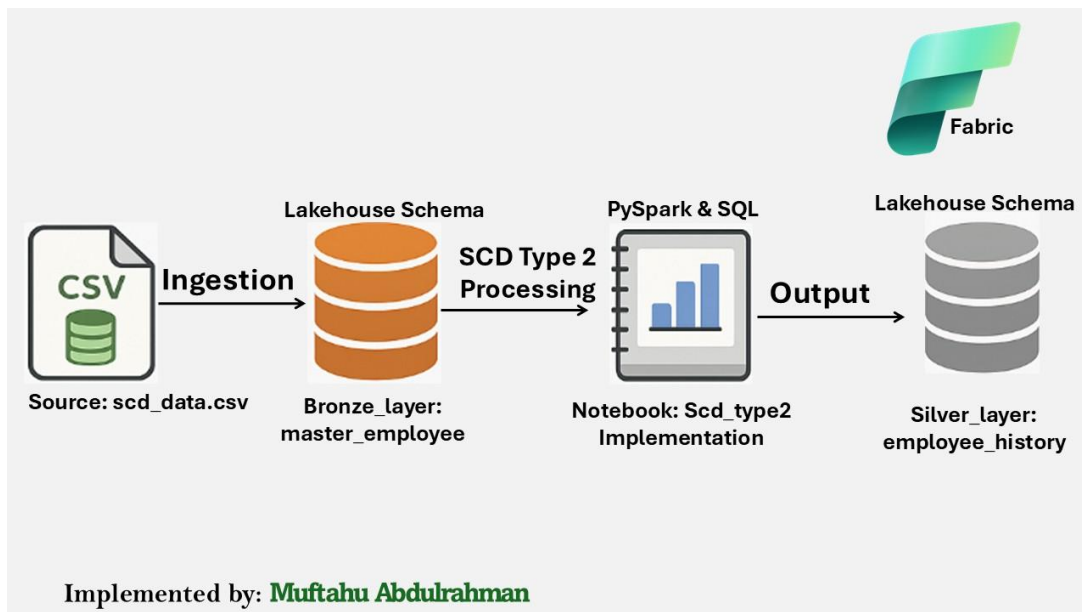 Fabric
Lakehouse Schema
PySpark & SQL
Lakehouse Schema
CSV
Ingestion
SCD Type 2
Processing
Output
Source: scd_data.csv
Bronze_layer:
master_employee
Notebook: Scd_type2
Implementation
Silver_layer:
employee_history
Implemented by: Muftahu Abdulrahman